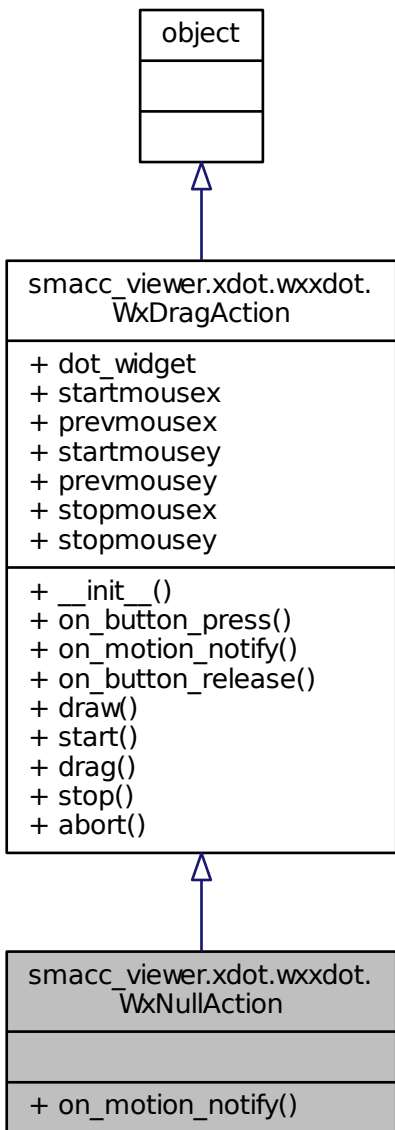 object
smacc_viewer.xdot.wxxdot.
WxDragAction
+ dot_widget
+ startmousex
+ prevmousex
+ startmousey
+ prevmousey
+ stopmousex
+ stopmousey
+ __init__()
+ on_button_press()
+ on_motion_notify()
+ on_button_release()
+ draw()
+ start()
+ drag()
+ stop()
+ abort()
smacc_viewer.xdot.wxxdot.
WxNullAction
+ on_motion_notify()